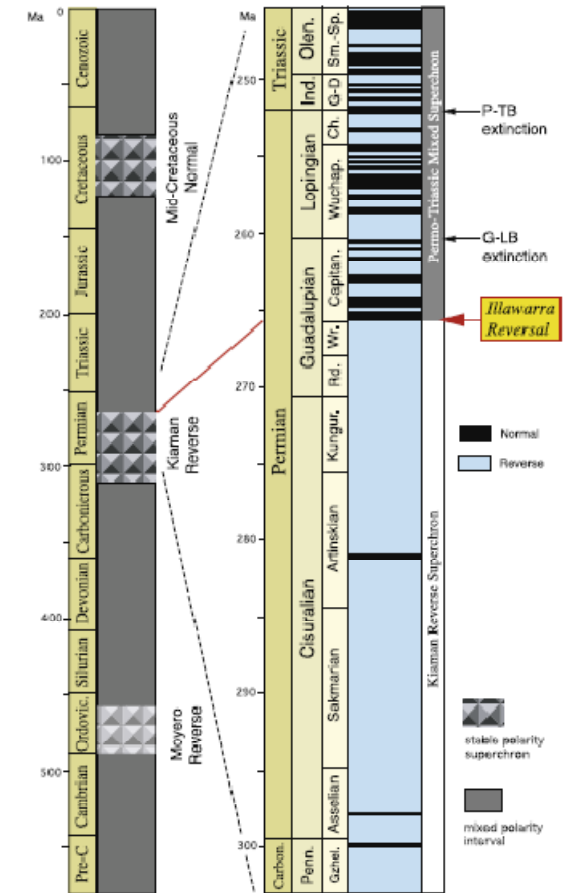 Ma
0
100
200
300
400
500
Cenozoic
Cretaceous
Jurassic
Triassic
Permian
Carbonicrous
Devonian
Silurian
Ordovic.
Cambrian
Pre=C
Mid-Cretaceous
Normal
Kiaman
Reverse
Moyero
Reverse
Ma
250
260
270
280
290
300
Triassic
Permian
Carbon.
Olen.
Ind.
Lopingian
Guadalupian
Cisuralian
Penn.
Sm.-Sp.
G-D
Ch.
Wuchap.
Capitan.
Wr.
Rd.
Kungur.
Artinskian
Sakmarian
Asselian
Gzhel.
Permo-Triassic Mixed Superchron
Kiaman Reverse Superchron
P-TB
extinction
G-LB
extinction
Illawarra
Reversal
Normal
Reverse
stable polarity
superchron
mixed polarity
interval